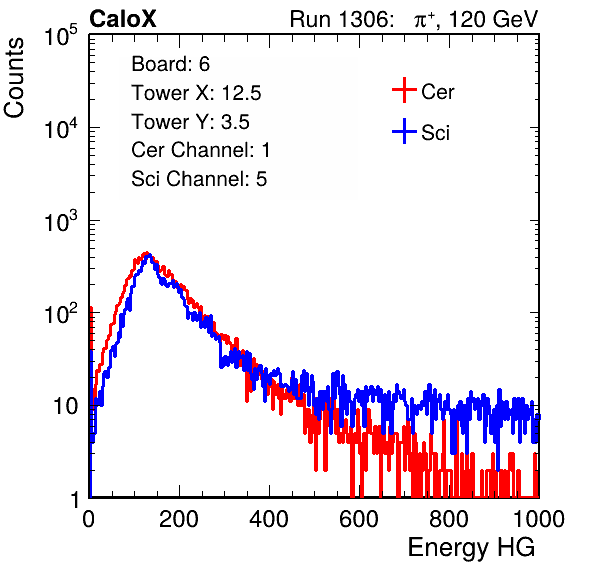 CaloX Run 1306: π⁺, 120 GeV
Counts
10⁵
10⁴
10³
10²
10
1
Board: 6
Tower X: 12.5
Tower Y: 3.5
Cer Channel: 1
Sci Channel: 5
Cer
Sci
0 200 400 600 800 1000
Energy HG